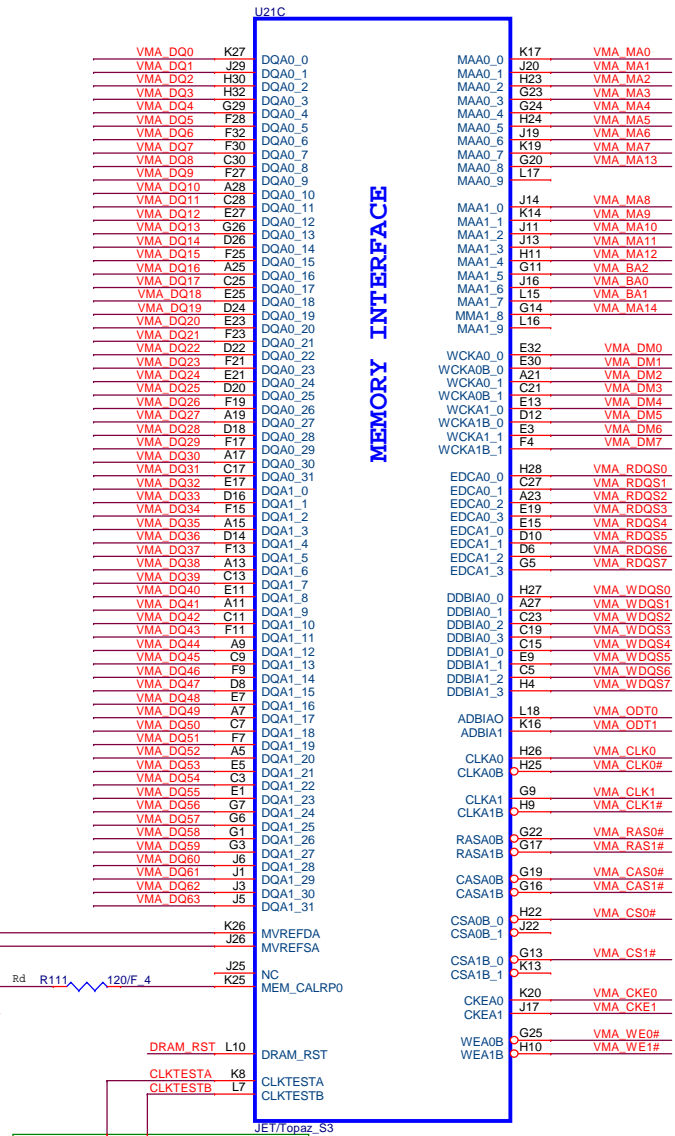 U21C
VMA_DQ0 K27 DQA0_0
VMA_DQ1 J29 DQA0_1
VMA_DQ2 H30 DQA0_2
VMA_DQ3 H32 DQA0_3
VMA_DQ4 G29 DQA0_4
VMA_DQ5 F28 DQA0_5
VMA_DQ6 F32 DQA0_6
VMA_DQ7 F30 DQA0_7
VMA_DQ8 C30 DQA0_8
VMA_DQ9 F27 DQA0_9
VMA_DQ10 A28 DQA0_10
VMA_DQ11 C28 DQA0_11
VMA_DQ12 E27 DQA0_12
VMA_DQ13 G26 DQA0_13
VMA_DQ14 D26 DQA0_14
VMA_DQ15 F25 DQA0_15
VMA_DQ16 A25 DQA0_16
VMA_DQ17 C25 DQA0_17
VMA_DQ18 E25 DQA0_18
VMA_DQ19 D24 DQA0_19
VMA_DQ20 E23 DQA0_20
VMA_DQ21 F23 DQA0_21
VMA_DQ22 D22 DQA0_22
VMA_DQ23 F21 DQA0_23
VMA_DQ24 E21 DQA0_24
VMA_DQ25 D20 DQA0_25
VMA_DQ26 F19 DQA0_26
VMA_DQ27 A19 DQA0_27
VMA_DQ28 D18 DQA0_28
VMA_DQ29 F17 DQA0_29
VMA_DQ30 A17 DQA0_30
VMA_DQ31 C17 DQA0_31
VMA_DQ32 E17 DQA1_0
VMA_DQ33 D16 DQA1_1
VMA_DQ34 F15 DQA1_2
VMA_DQ35 A15 DQA1_3
VMA_DQ36 D14 DQA1_4
VMA_DQ37 F13 DQA1_5
VMA_DQ38 A13 DQA1_6
VMA_DQ39 C13 DQA1_7
VMA_DQ40 E11 DQA1_8
VMA_DQ41 A11 DQA1_9
VMA_DQ42 C11 DQA1_10
VMA_DQ43 F11 DQA1_11
VMA_DQ44 A9 DQA1_12
VMA_DQ45 C9 DQA1_13
VMA_DQ46 F9 DQA1_14
VMA_DQ47 D8 DQA1_15
VMA_DQ48 E7 DQA1_16
VMA_DQ49 A7 DQA1_17
VMA_DQ50 C7 DQA1_18
VMA_DQ51 F7 DQA1_19
VMA_DQ52 A5 DQA1_20
VMA_DQ53 E5 DQA1_21
VMA_DQ54 C3 DQA1_22
VMA_DQ55 E1 DQA1_23
VMA_DQ56 G7 DQA1_24
VMA_DQ57 G6 DQA1_25
VMA_DQ58 G1 DQA1_26
VMA_DQ59 G3 DQA1_27
VMA_DQ60 J6 DQA1_28
VMA_DQ61 J1 DQA1_29
VMA_DQ62 J3 DQA1_30
VMA_DQ63 J5 DQA1_31
K26 MVREFDA
J26 MVREFSA
J25 NC
Rd R111 120/F_4 K25 MEM_CALRP0
DRAM_RST L10 DRAM_RST
CLKTESTA K8 CLKTESTA
CLKTESTB L7 CLKTESTB
MEMORY INTERFACE
MAA0_0 K17 VMA_MA0
MAA0_1 J20 VMA_MA1
MAA0_2 H23 VMA_MA2
MAA0_3 G23 VMA_MA3
MAA0_4 G24 VMA_MA4
MAA0_5 H24 VMA_MA5
MAA0_6 J19 VMA_MA6
MAA0_7 K19 VMA_MA7
MAA0_8 G20 VMA_MA13
MAA0_9 L17
MAA1_0 J14 VMA_MA8
MAA1_1 K14 VMA_MA9
MAA1_2 J11 VMA_MA10
MAA1_3 J13 VMA_MA11
MAA1_4 H11 VMA_MA12
MAA1_5 G11 VMA_BA2
MAA1_6 J16 VMA_BA0
MAA1_7 L15 VMA_BA1
MMA1_8 G14 VMA_MA14
MAA1_9 L16
WCKA0_0 E32 VMA_DM0
WCKA0B_0 E30 VMA_DM1
WCKA0_1 A21 VMA_DM2
WCKA0B_1 C21 VMA_DM3
WCKA1_0 E13 VMA_DM4
WCKA1B_0 D12 VMA_DM5
WCKA1_1 E3 VMA_DM6
WCKA1B_1 F4 VMA_DM7
EDCA0_0 H28 VMA_RDQS0
EDCA0_1 C27 VMA_RDQS1
EDCA0_2 A23 VMA_RDQS2
EDCA0_3 E19 VMA_RDQS3
EDCA1_0 E15 VMA_RDQS4
EDCA1_1 D10 VMA_RDQS5
EDCA1_2 D6 VMA_RDQS6
EDCA1_3 G5 VMA_RDQS7
DDBIA0_0 H27 VMA_WDQS0
DDBIA0_1 A27 VMA_WDQS1
DDBIA0_2 C23 VMA_WDQS2
DDBIA0_3 C19 VMA_WDQS3
DDBIA1_0 C15 VMA_WDQS4
DDBIA1_1 E9 VMA_WDQS5
DDBIA1_2 C5 VMA_WDQS6
DDBIA1_3 H4 VMA_WDQS7
ADBIAO L18 VMA_ODT0
ADBIA1 K16 VMA_ODT1
CLKA0 H26 VMA_CLK0
CLKA0B H25 VMA_CLK0#
CLKA1 G9 VMA_CLK1
CLKA1B H9 VMA_CLK1#
RASA0B G22 VMA_RAS0#
RASA1B G17 VMA_RAS1#
CASA0B G19 VMA_CAS0#
CASA1B G16 VMA_CAS1#
CSA0B_0 H22 VMA_CS0#
CSA0B_1 J22
CSA1B_0 G13 VMA_CS1#
CSA1B_1 K13
CKEA0 K20 VMA_CKE0
CKEA1 J17 VMA_CKE1
WEA0B G25 VMA_WE0#
WEA1B H10 VMA_WE1#
JET/Topaz_S3